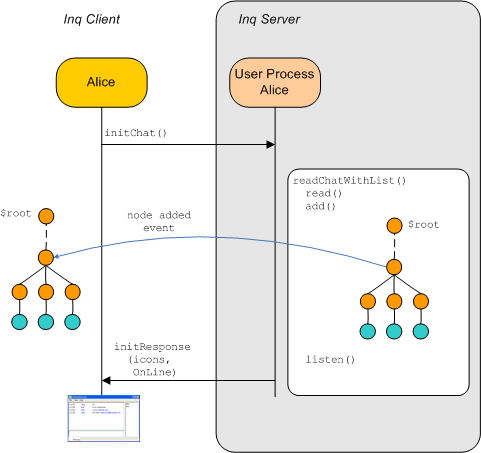 Inq Client
Inq Server
Alice
User Process
Alice
initChat()
readChatWithList()
read()
add()
$root
$root
node added
event
initResponse
(icons,
OnLine)
listen()